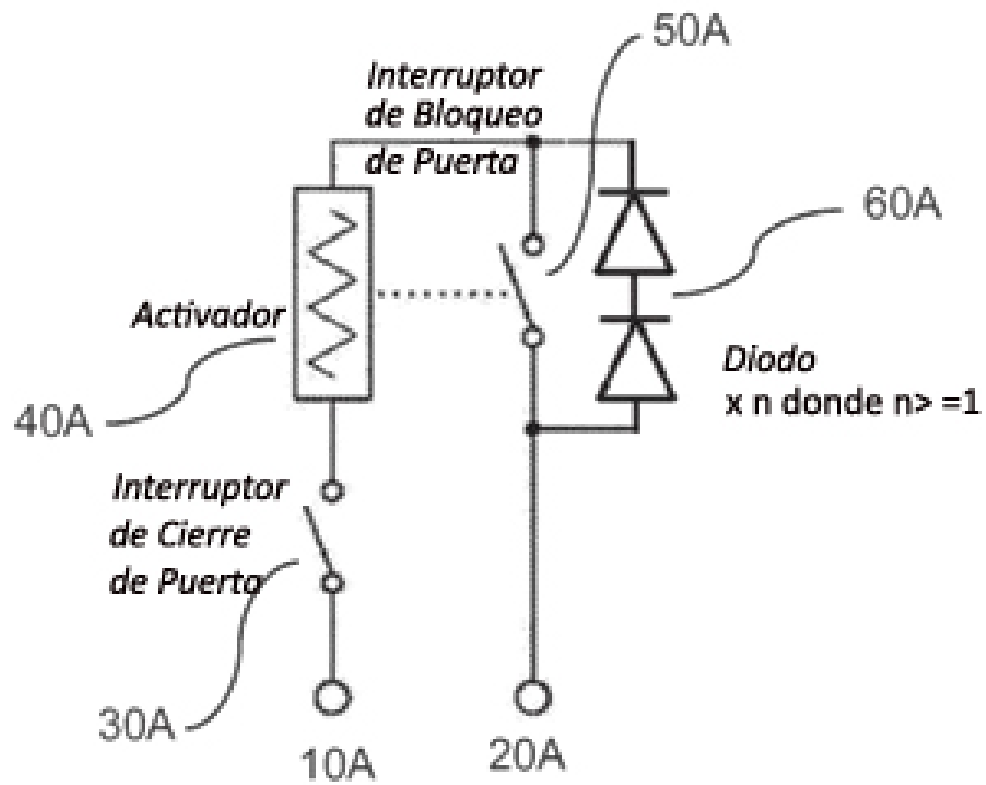 50A
Interruptor
de Bloqueo
de Puerta
60A
Activador
Diodo
x n donde n> =1
40A
Interruptor
de Cierre
de Puerta
30A
10A
20A